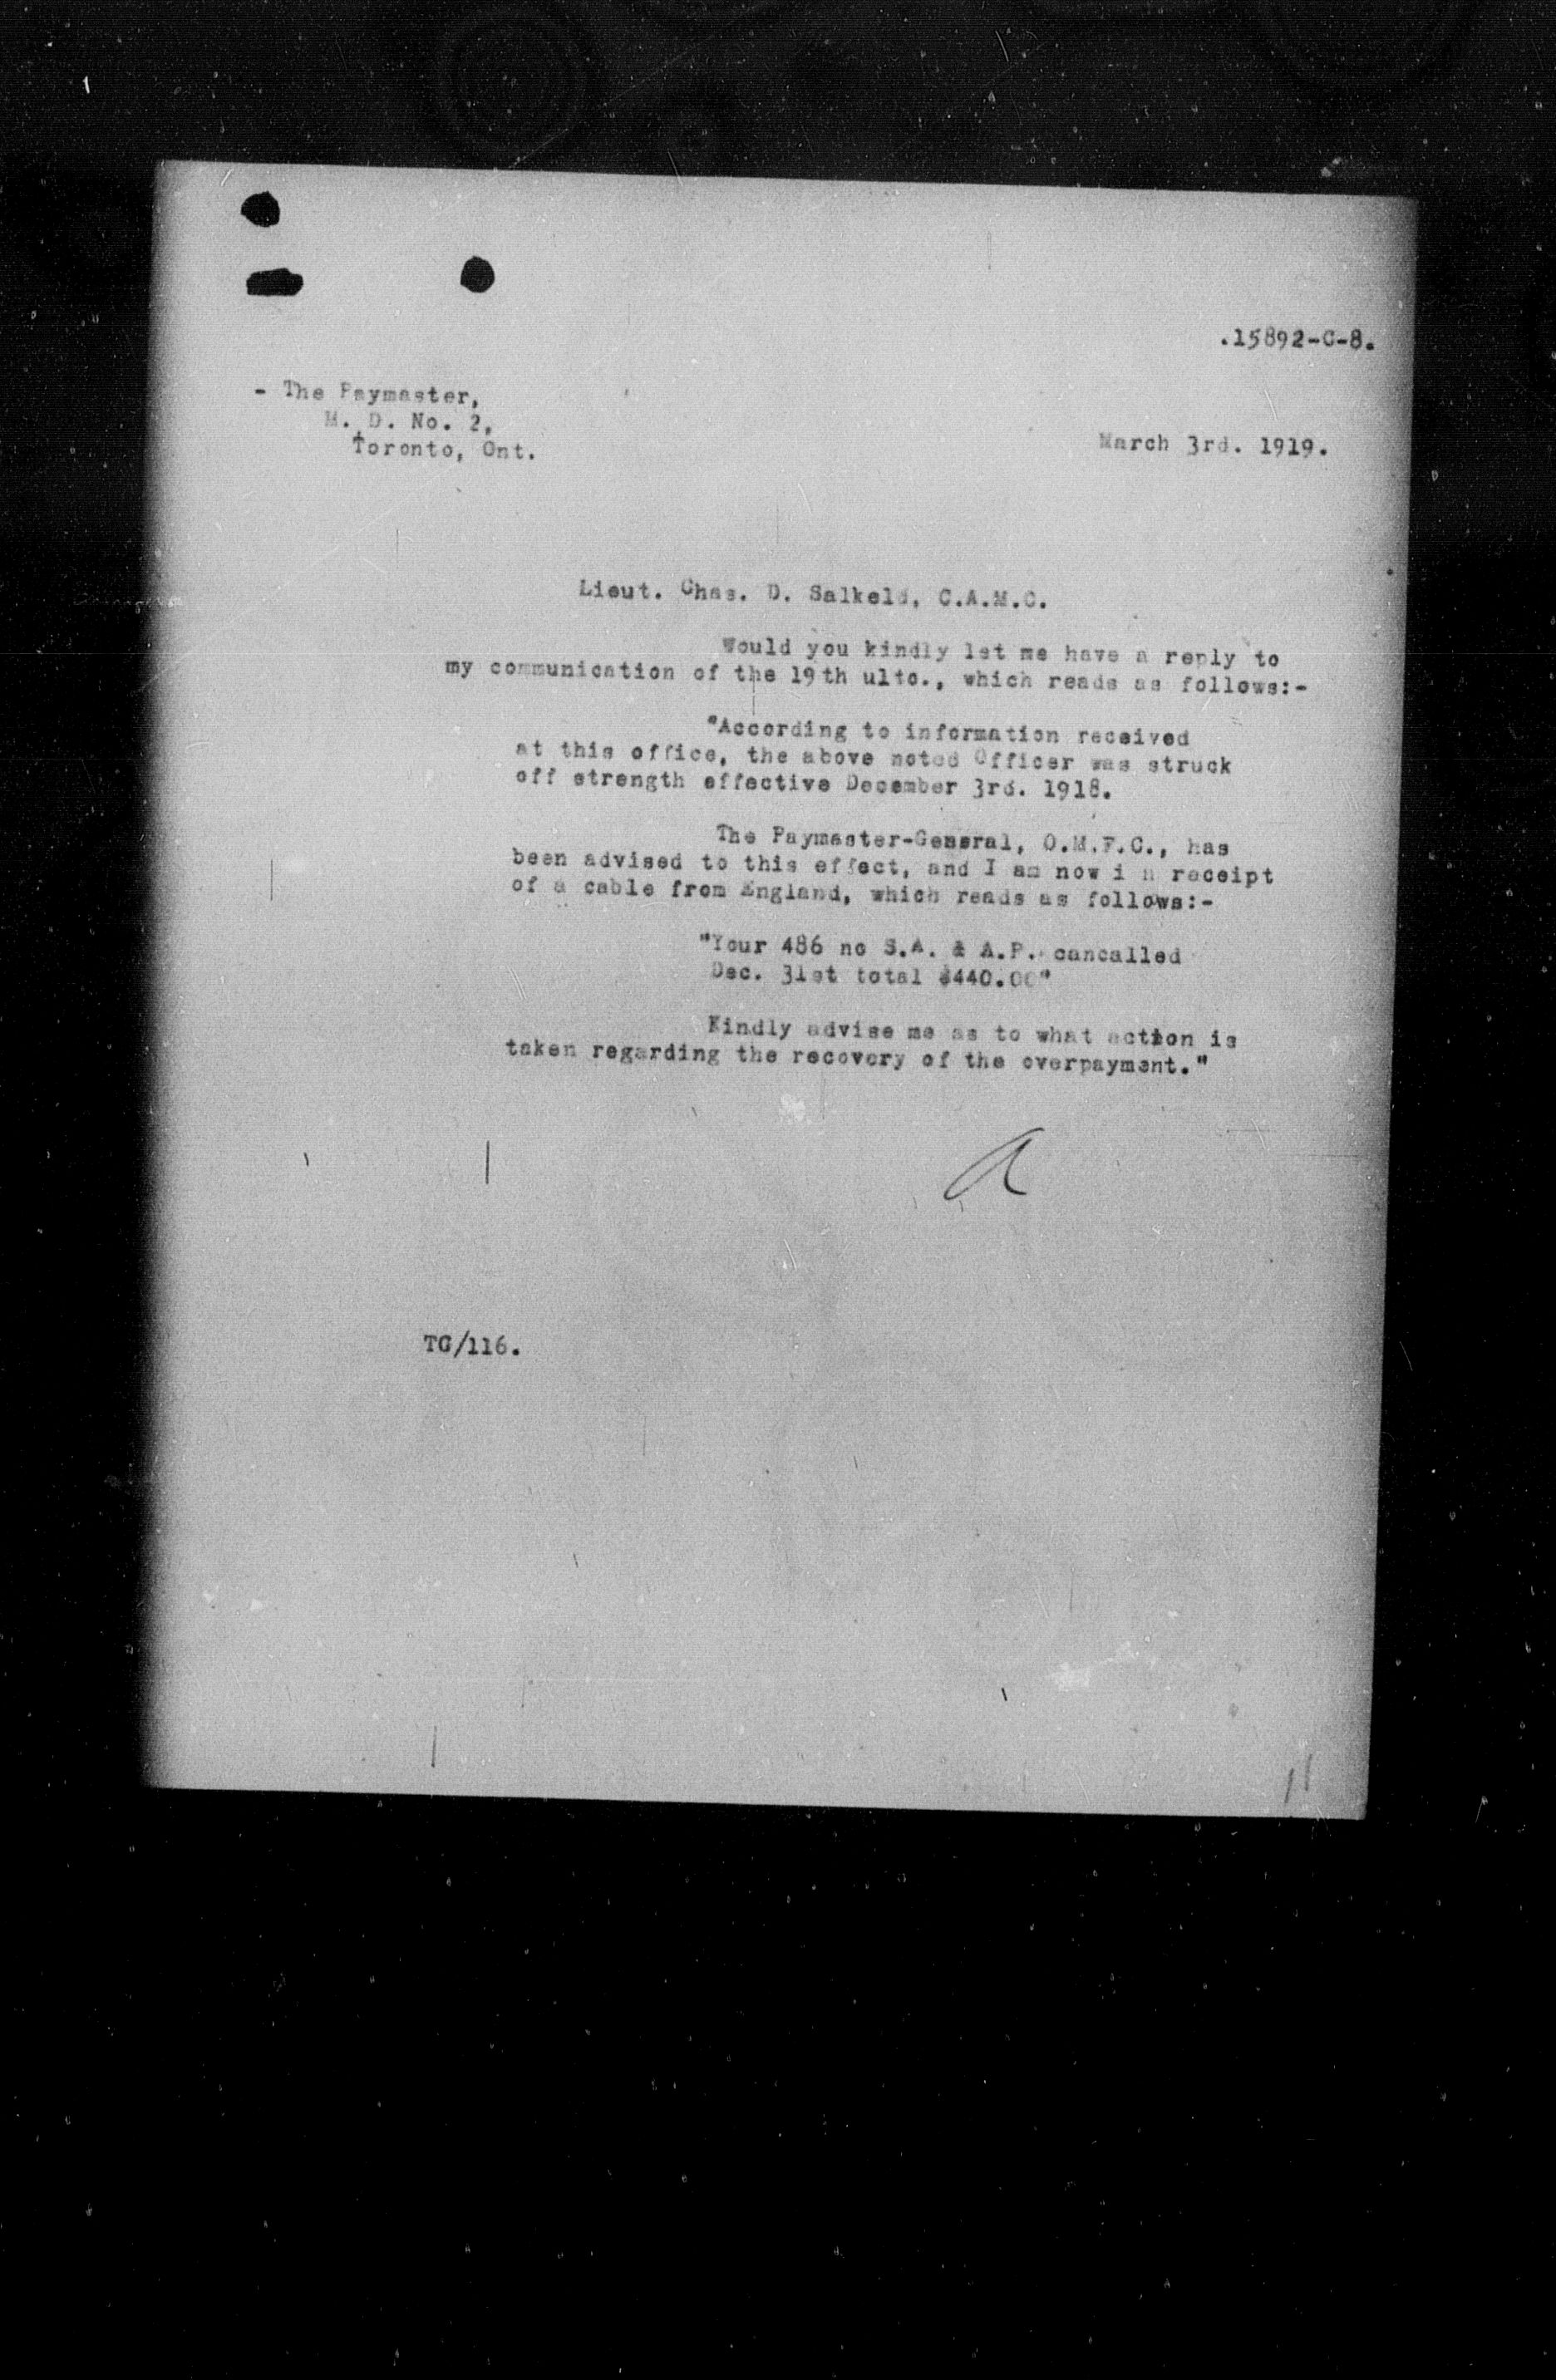 .15892-C-8.
- The Paymaster,
M. D. No. 2,
Toronto, Ont.
March 3rd. 1919.
Lieut. Chas. D. Salkeld, C.A.M.C.
Would you kindly let me have a reply to
my communication of the 19th ulto., which reads as follows:-
"According to information received
at this office, the above noted Officer was struck
off strength effective December 3rd. 1918.
The Paymaster-General, O.M.F.C., has
been advised to this effect, and I am now i n receipt
of a cable from England, which reads as follows:-
"Your 486 no S.A. & A.P. cancalled
Dec. 31st total $440.00"
Kindly advise me as to what action is
taken regarding the recovery of the overpayment."
a
TG/116.
11